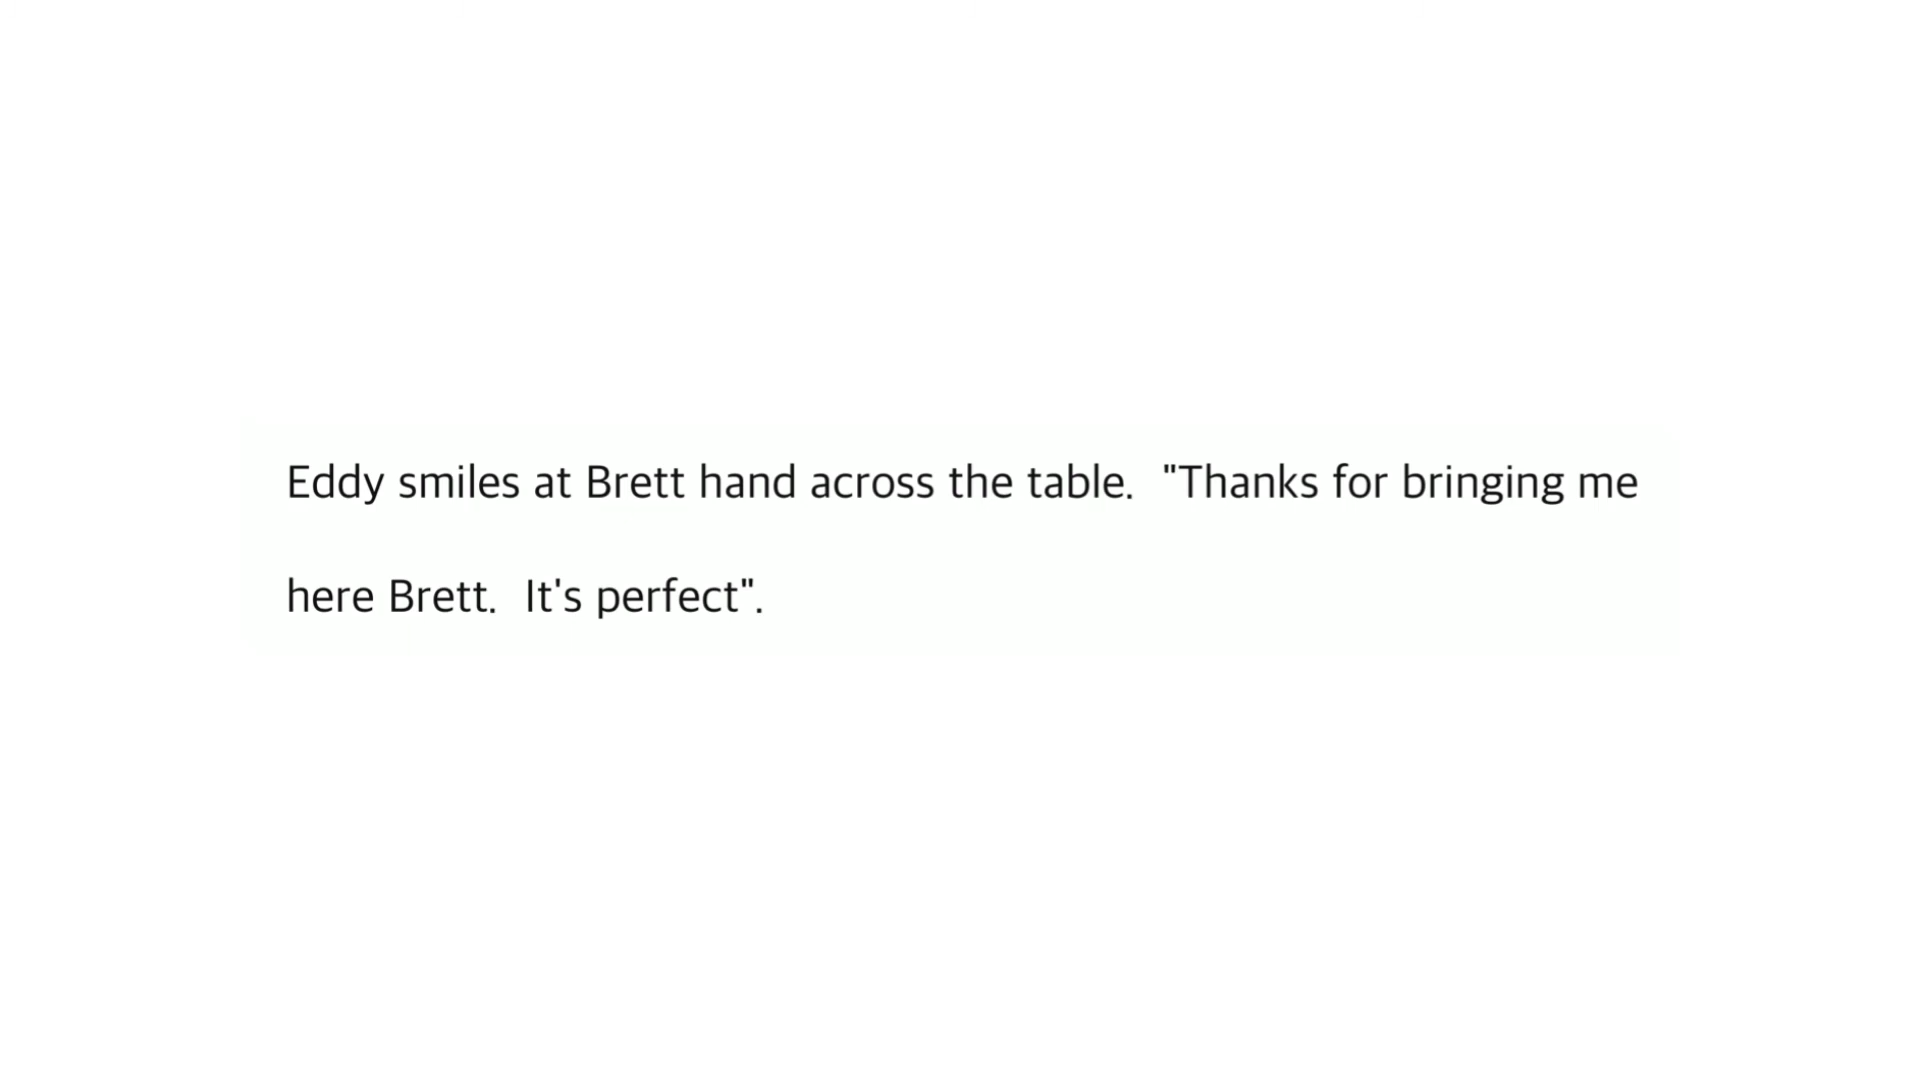 Eddy smiles at Brett hand across the table.  "Thanks for bringing me
here Brett.  It's perfect".